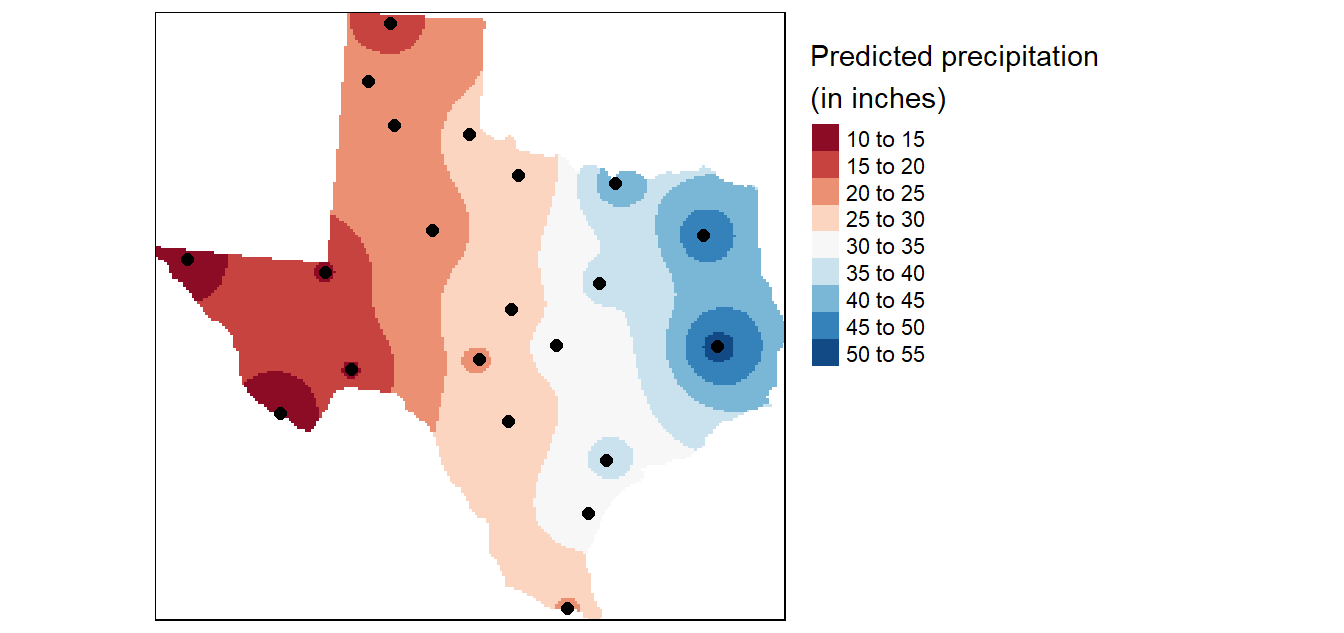 Predicted precipitation
(in inches)
10 to 15
15 to 20
20 to 25
25 to 30
30 to 35
35 to 40
40 to 45
45 to 50
50 to 55